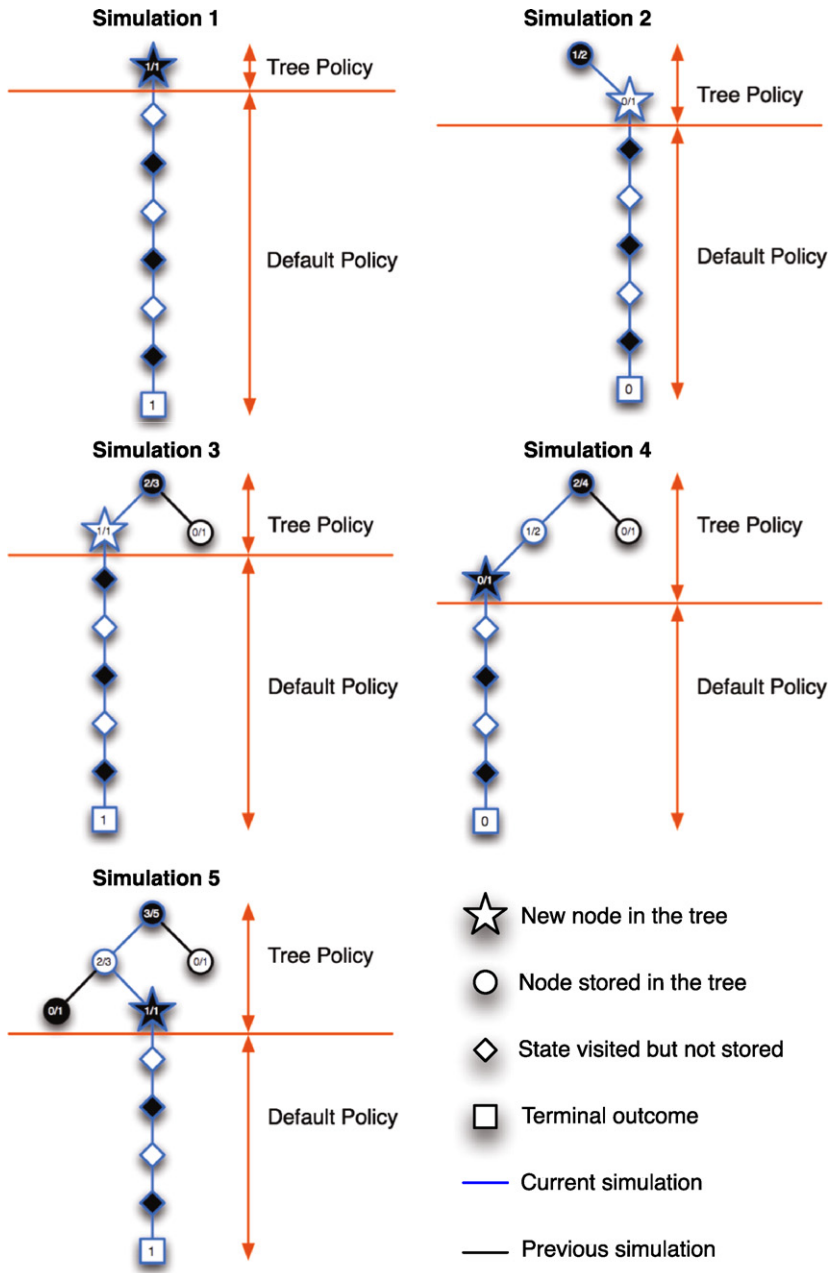 Simulation 1
1/1
Tree Policy
Default Policy
1
Simulation 2
1/2
0/1
Tree Policy
Default Policy
0
Simulation 3
2/3
1/1
0/1
Tree Policy
Default Policy
1
Simulation 4
2/4
1/2
0/1
0/1
Tree Policy
Default Policy
0
Simulation 5
3/5
2/3
0/1
0/1
1/1
Tree Policy
Default Policy
1
New node in the tree
Node stored in the tree
State visited but not stored
Terminal outcome
Current simulation
Previous simulation